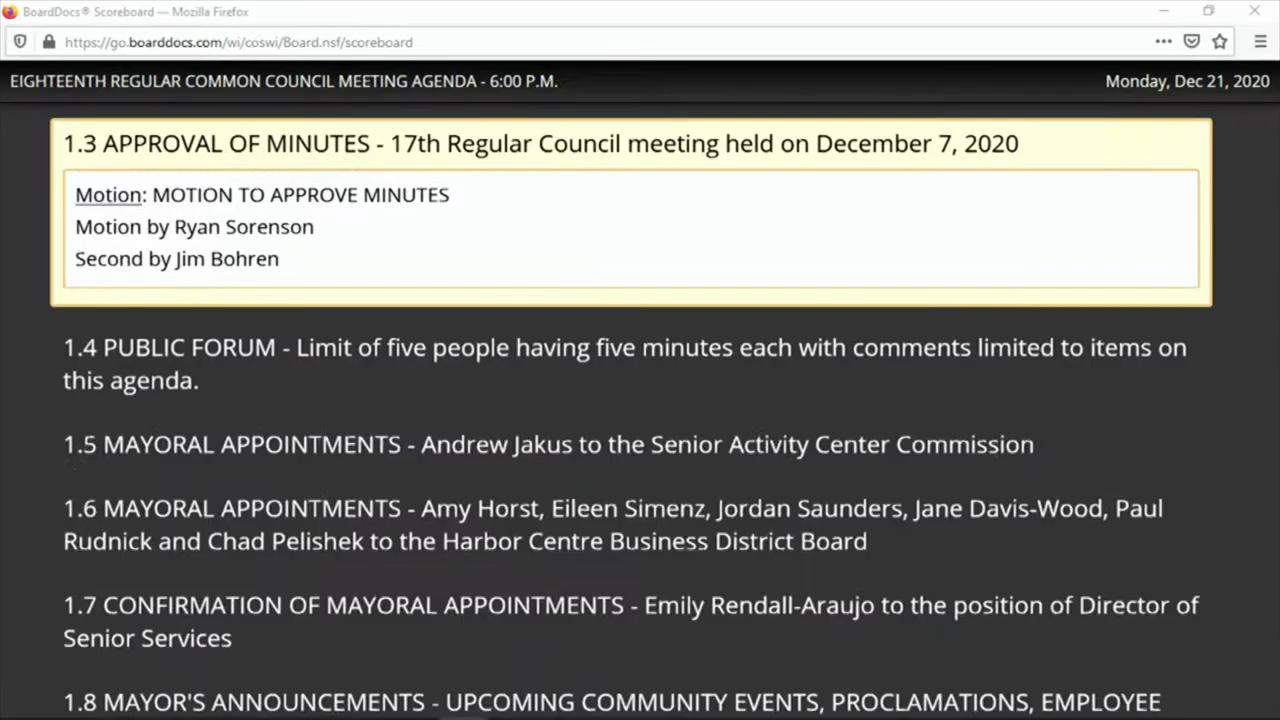 BoardDocs® Scoreboard — Mozilla Firefox
https://go.boarddocs.com/wi/coswi/Board.nsf/scoreboard
EIGHTEENTH REGULAR COMMON COUNCIL MEETING AGENDA - 6:00 P.M.
Monday, Dec 21, 2020
1.3 APPROVAL OF MINUTES - 17th Regular Council meeting held on December 7, 2020
Motion: MOTION TO APPROVE MINUTES
Motion by Ryan Sorenson
Second by Jim Bohren
1.4 PUBLIC FORUM - Limit of five people having five minutes each with comments limited to items on
this agenda.
1.5 MAYORAL APPOINTMENTS - Andrew Jakus to the Senior Activity Center Commission
1.6 MAYORAL APPOINTMENTS - Amy Horst, Eileen Simenz, Jordan Saunders, Jane Davis-Wood, Paul
Rudnick and Chad Pelishek to the Harbor Centre Business District Board
1.7 CONFIRMATION OF MAYORAL APPOINTMENTS - Emily Rendall-Araujo to the position of Director of
Senior Services
1.8 MAYOR'S ANNOUNCEMENTS - UPCOMING COMMUNITY EVENTS, PROCLAMATIONS, EMPLOYEE